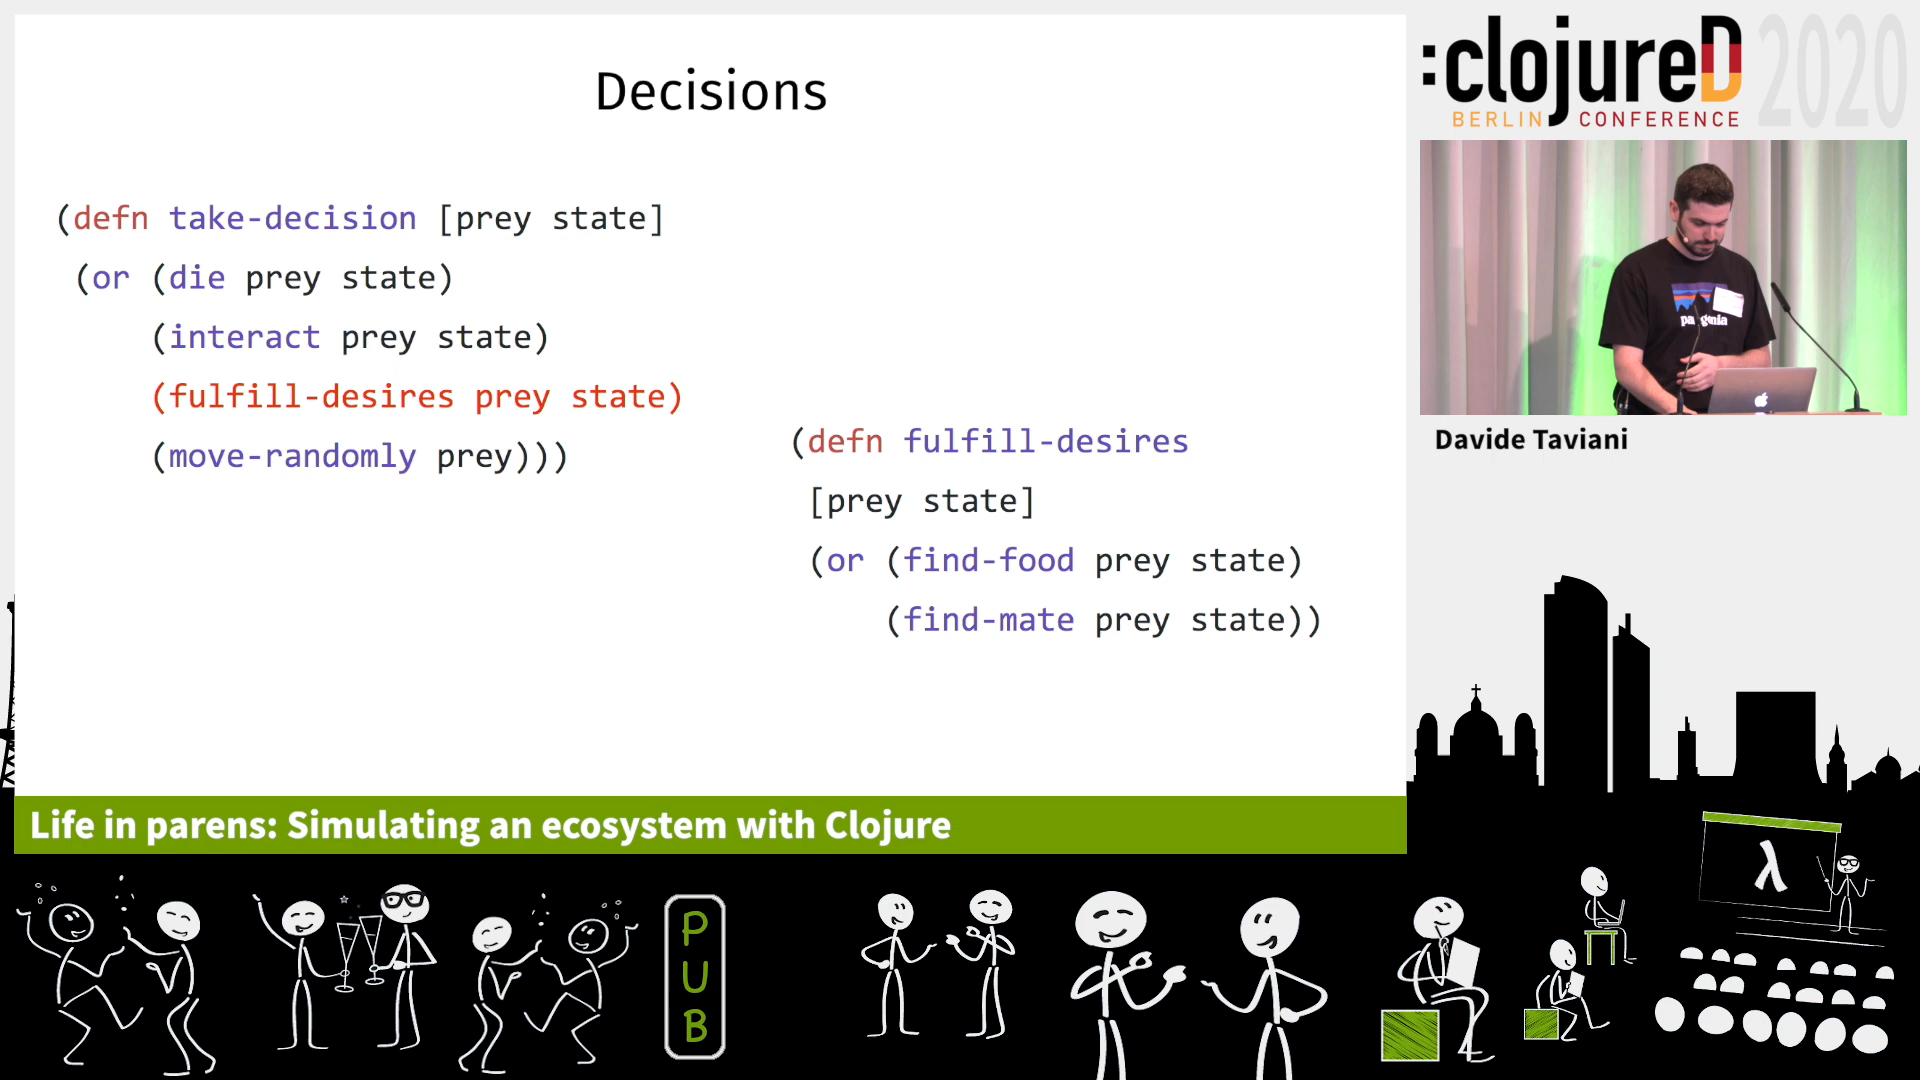 Decisions
(defn take-decision [prey state]
(or (die prey state)
(interact prey state)
(fulfill-desires prey state)
(move-randomly prey)))
(defn fulfill-desires
[prey state]
(or (find-food prey state)
(find-mate prey state))
:clojureD 2020
BERLIN CONFERENCE
patagonia
Davide Taviani
Life in parens: Simulating an ecosystem with Clojure
PUB
λ